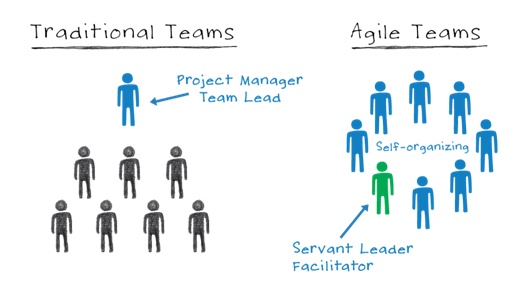 Traditional Teams
Project Manager
Team Lead
Agile Teams
Self-organizing
Servant Leader
Facilitator